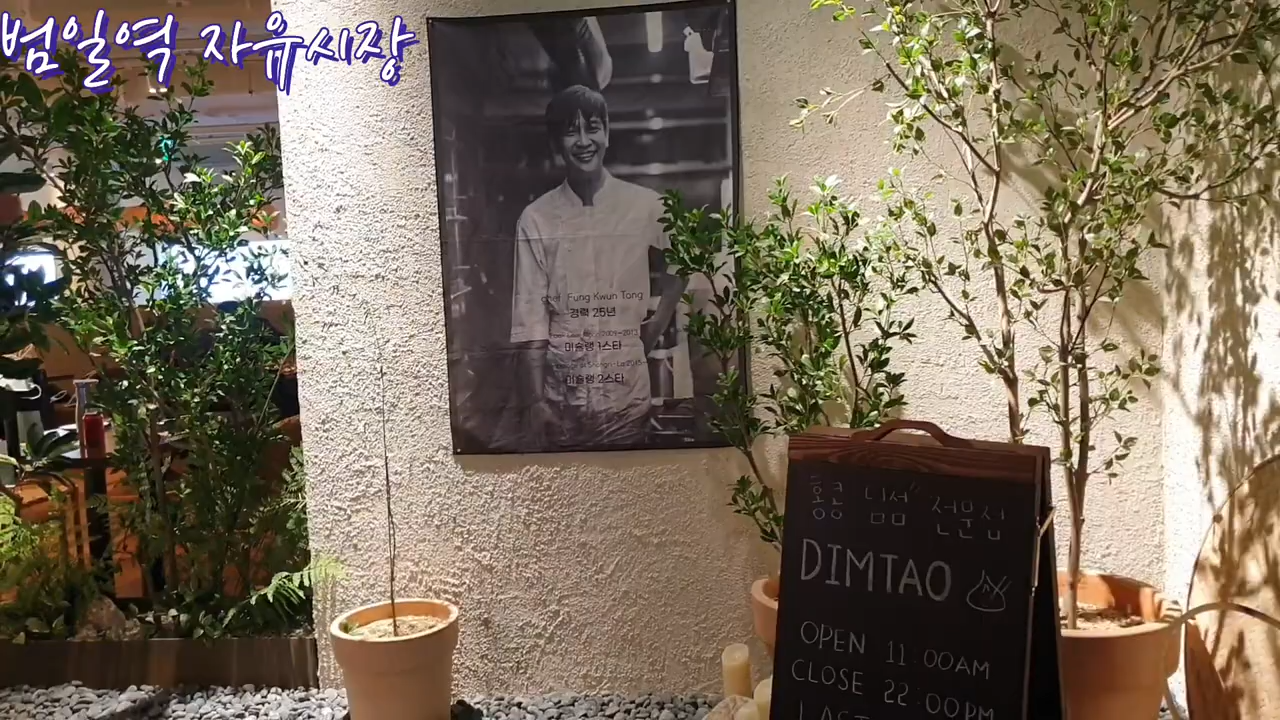 범일역 자유시장
chef Fung Kwun Tong
경력 25년
미슐랭 1스타
미슐랭 2스타
홍콩 딤섬 전문점
DIMTAO
OPEN 11:00AM
CLOSE 22:00PM
LAST